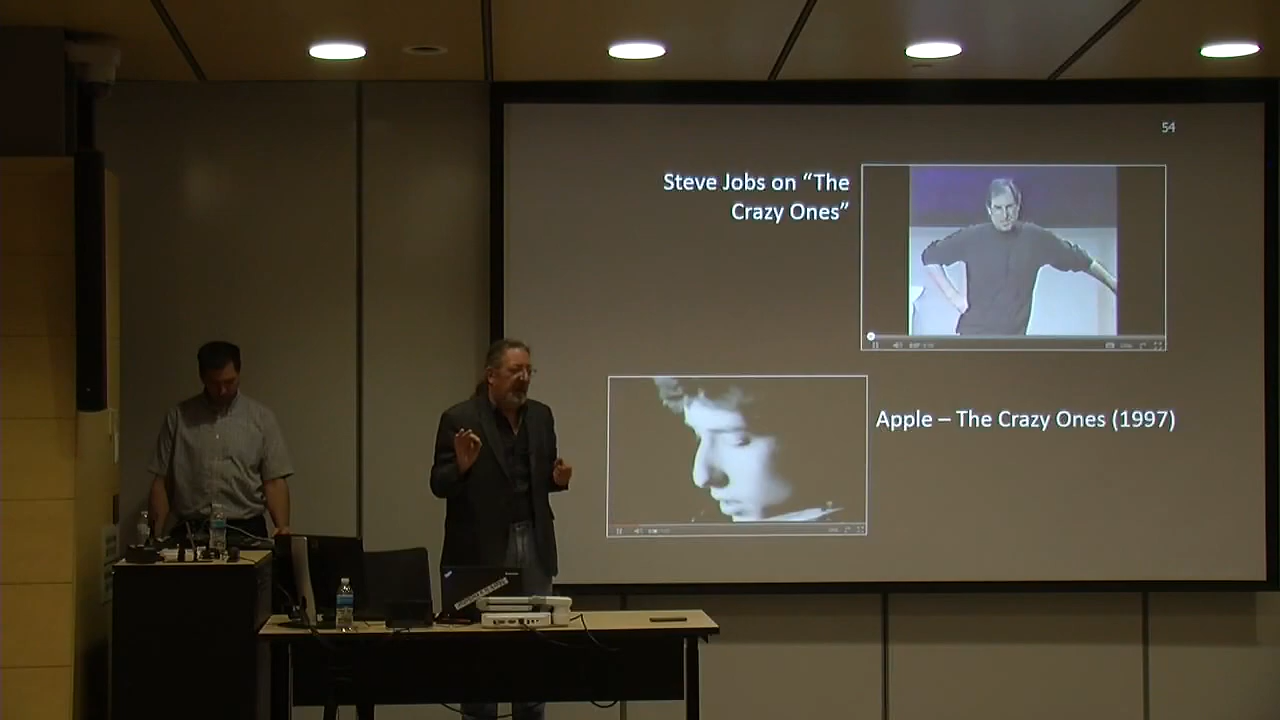 54
Steve Jobs on “The
Crazy Ones”
Apple – The Crazy Ones (1997)